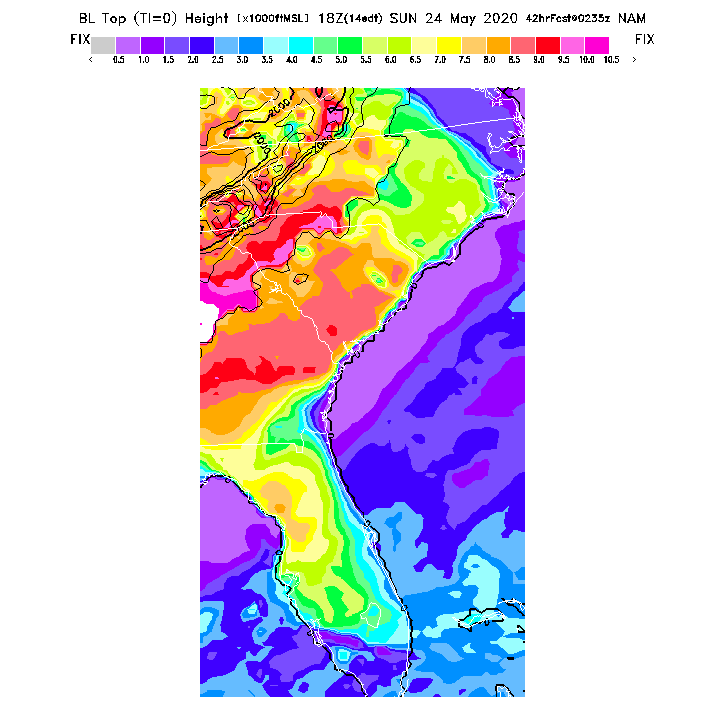 BL Top (TI=0) Height [x1000ftMSL] 18Z(14edt) SUN 24 May 2020 42hrFcst@0235z NAM
FIX FIX
< 0.5 1.0 1.5 2.0 2.5 3.0 3.5 4.0 4.5 5.0 5.5 6.0 6.5 7.0 7.5 8.0 8.5 9.0 9.5 10.0 10.5 >
2000
2000